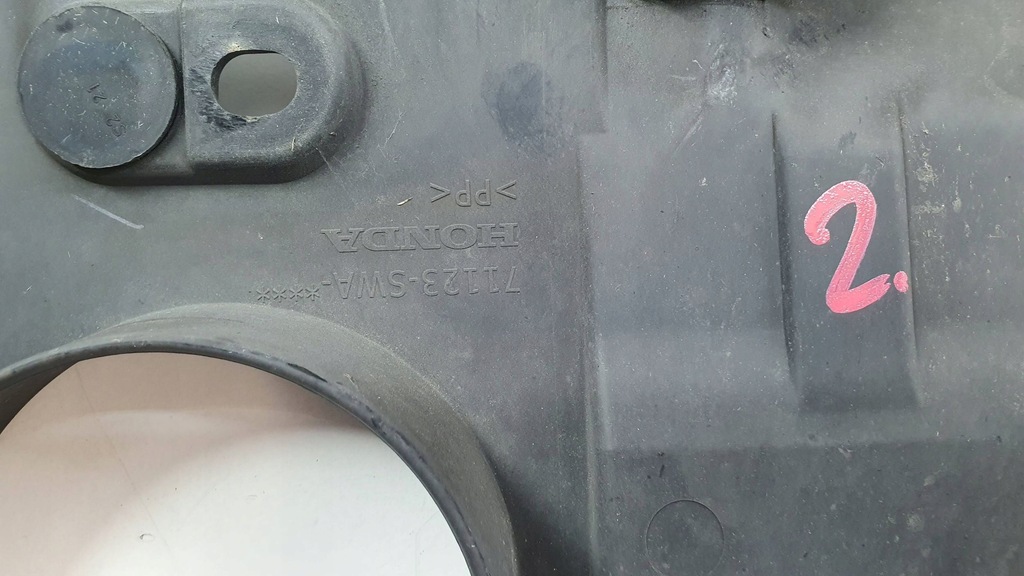 71123-SWA-****
HONDA
>PP<
2.